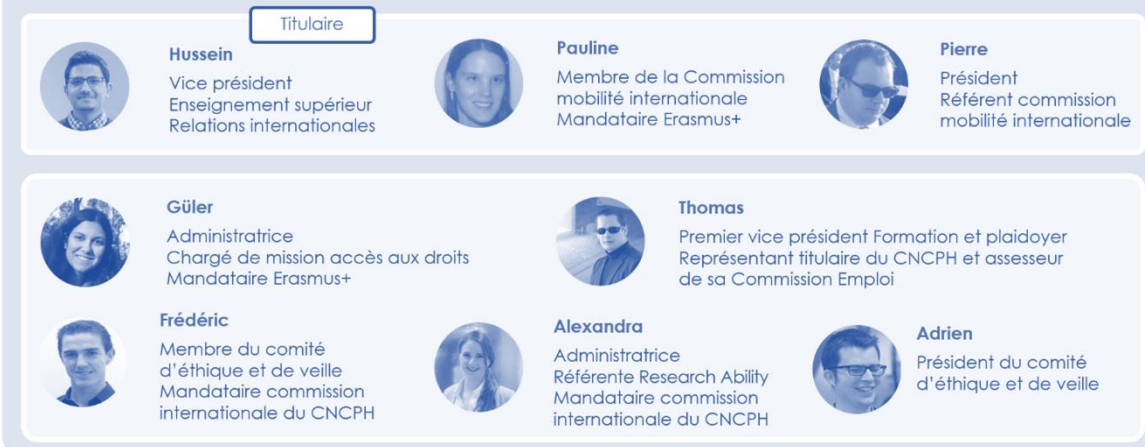 Titulaire
Hussein
Vice président
Enseignement supérieur
Relations internationales
Pauline
Membre de la Commission
mobilité internationale
Mandataire Erasmus+
Pierre
Président
Référent commission
mobilité internationale
Güler
Administratrice
Chargé de mission accès aux droits
Mandataire Erasmus+
Thomas
Premier vice président Formation et plaidoyer
Représentant titulaire du CNCPH et assesseur
de sa Commission Emploi
Frédéric
Membre du comité
d'éthique et de veille
Mandataire commission
internationale du CNCPH
Alexandra
Administratrice
Référente Research Ability
Mandataire commission
internationale du CNCPH
Adrien
Président du comité
d'éthique et de veille